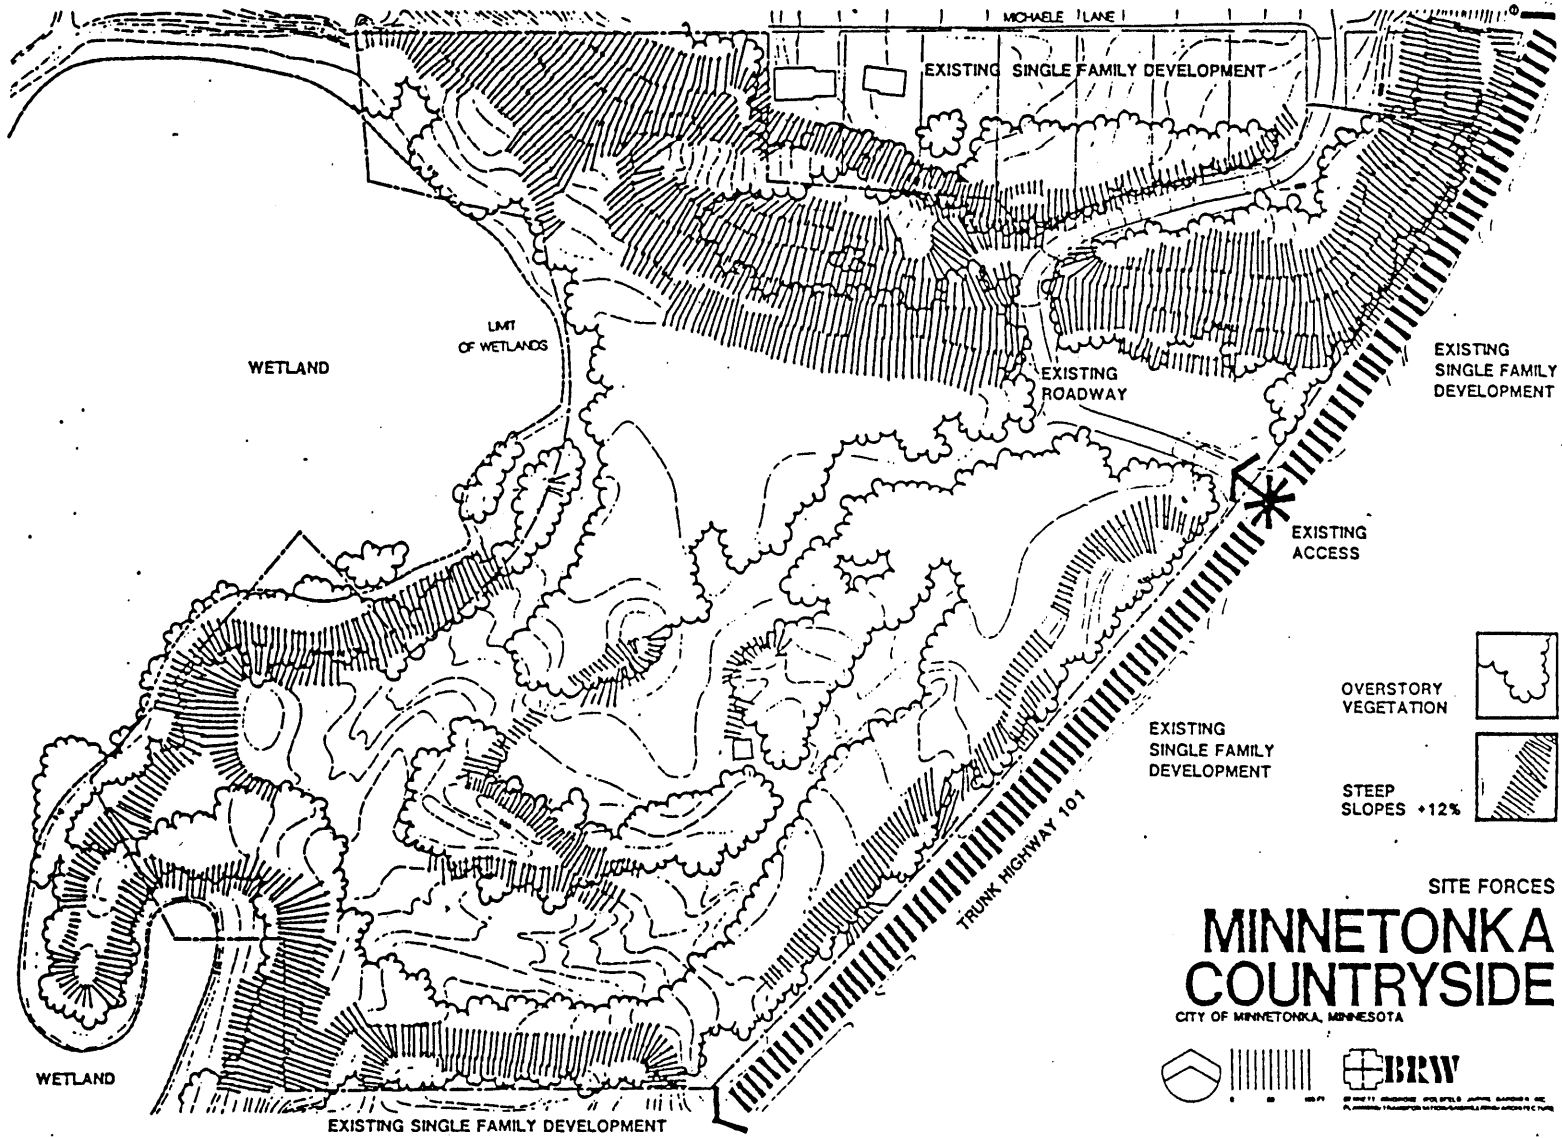 MICHAELE LANE
EXISTING SINGLE FAMILY DEVELOPMENT
LIMIT
OF WETLANDS
WETLAND
EXISTING
ROADWAY
EXISTING
SINGLE FAMILY
DEVELOPMENT
EXISTING
ACCESS
OVERSTORY
VEGETATION
EXISTING
SINGLE FAMILY
DEVELOPMENT
STEEP
SLOPES +12%
TRUNK HIGHWAY 101
SITE FORCES
MINNETONKA
COUNTRYSIDE
CITY OF MINNETONKA, MINNESOTA
BRW
WETLAND
EXISTING SINGLE FAMILY DEVELOPMENT